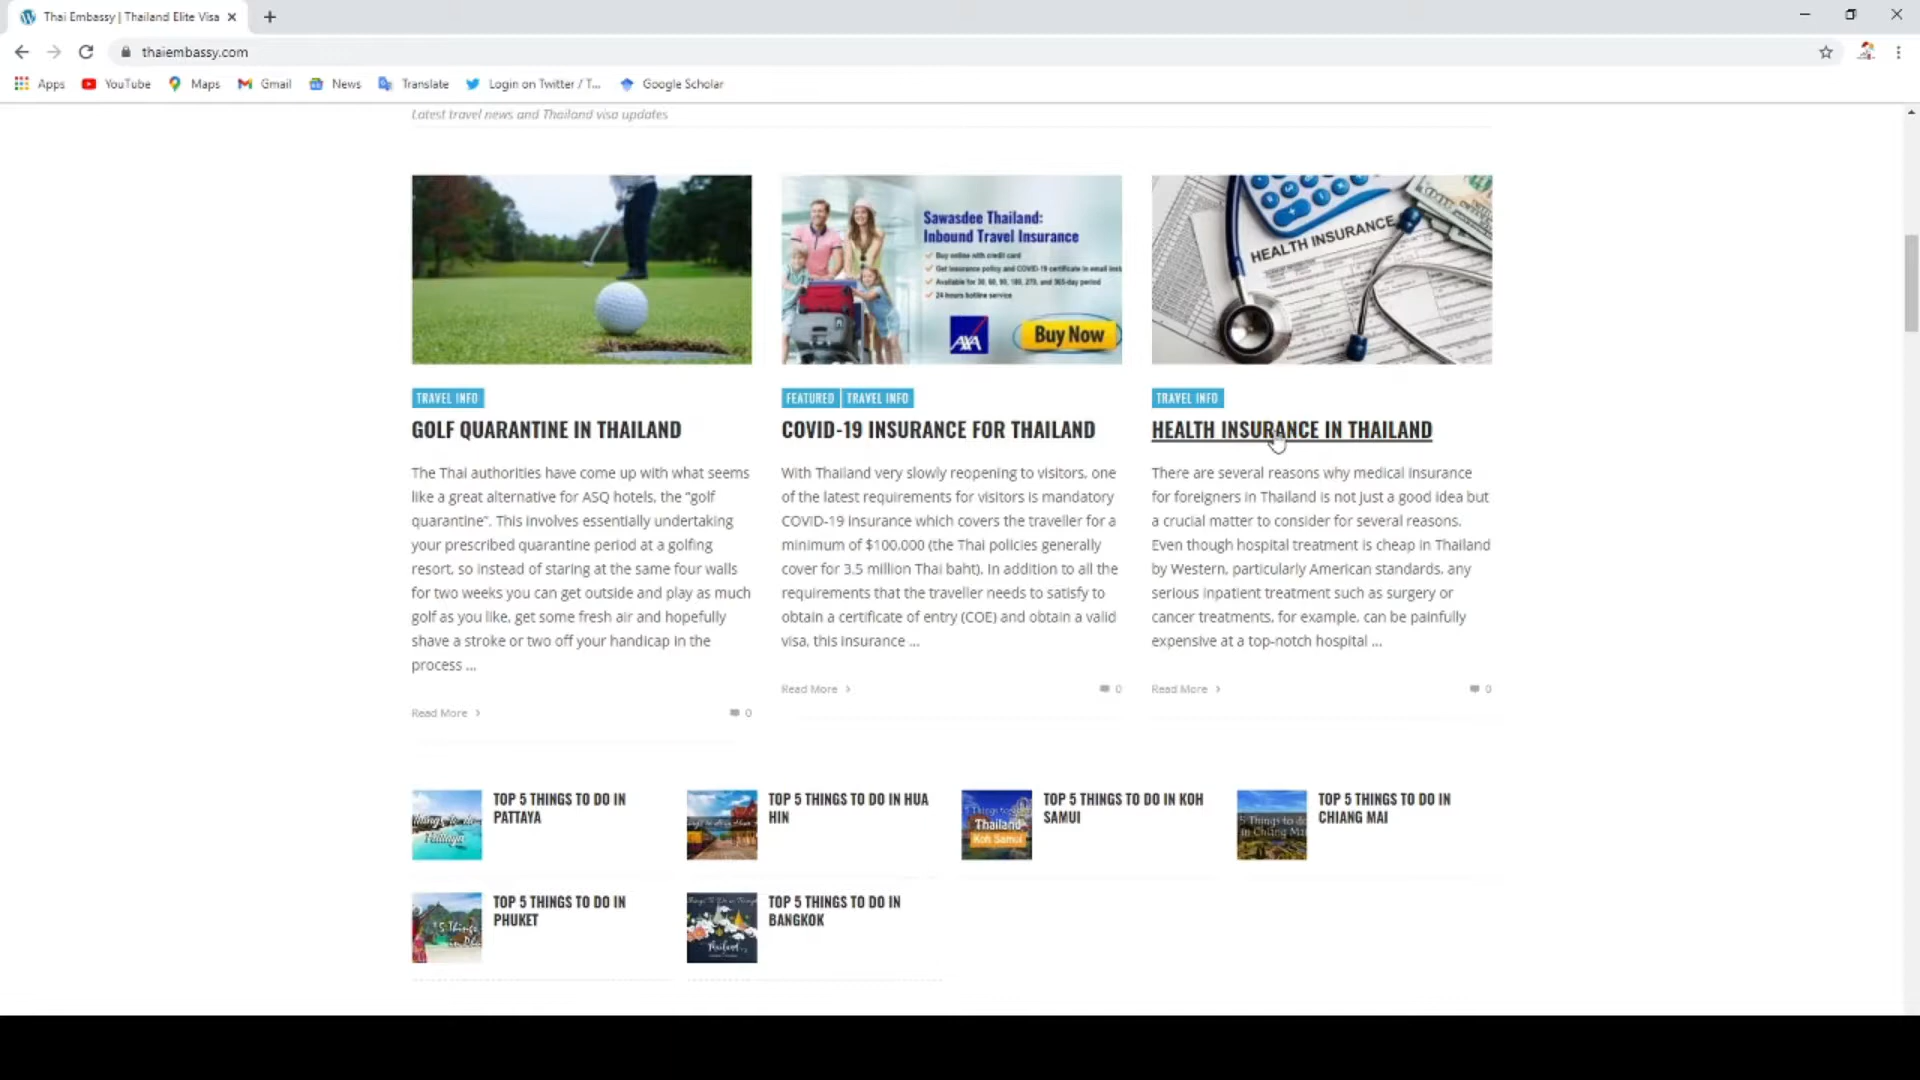 Thai Embassy | Thailand Elite Visa
thaiembassy.com
Apps
YouTube
Maps
Gmail
News
Translate
Login on Twitter / T...
Google Scholar
Latest travel news and Thailand visa updates
Sawasdee Thailand:
Inbound Travel Insurance
Buy online with credit card
Get insurance policy and COVID-19 certificate in email inst
Available for 30, 60, 90, 180, 270, and 365-day period
24 hours hotline service
AXA
Buy Now
HEALTH INSURANCE
TRAVEL INFO
GOLF QUARANTINE IN THAILAND
The Thai authorities have come up with what seems
like a great alternative for ASQ hotels, the "golf
quarantine". This involves essentially undertaking
your prescribed quarantine period at a golfing
resort, so instead of staring at the same four walls
for two weeks you can get outside and play as much
golf as you like, get some fresh air and hopefully
shave a stroke or two off your handicap in the
process ...
Read More
0
FEATURED
TRAVEL INFO
COVID-19 INSURANCE FOR THAILAND
With Thailand very slowly reopening to visitors, one
of the latest requirements for visitors is mandatory
COVID-19 insurance which covers the traveller for a
minimum of $100,000 (the Thai policies generally
cover for 3.5 million Thai baht). In addition to all the
requirements that the traveller needs to satisfy to
obtain a certificate of entry (COE) and obtain a valid
visa, this insurance ...
Read More
0
TRAVEL INFO
HEALTH INSURANCE IN THAILAND
There are several reasons why medical insurance
for foreigners in Thailand is not just a good idea but
a crucial matter to consider for several reasons.
Even though hospital treatment is cheap in Thailand
by Western, particularly American standards, any
serious inpatient treatment such as surgery or
cancer treatments, for example, can be painfully
expensive at a top-notch hospital ...
Read More
0
TOP 5 THINGS TO DO IN
PATTAYA
TOP 5 THINGS TO DO IN HUA
HIN
Thailand
Koh Samui
TOP 5 THINGS TO DO IN KOH
SAMUI
5 Things to do
in Chiang Mai
TOP 5 THINGS TO DO IN
CHIANG MAI
TOP 5 THINGS TO DO IN
PHUKET
Thailand
TOP 5 THINGS TO DO IN
BANGKOK